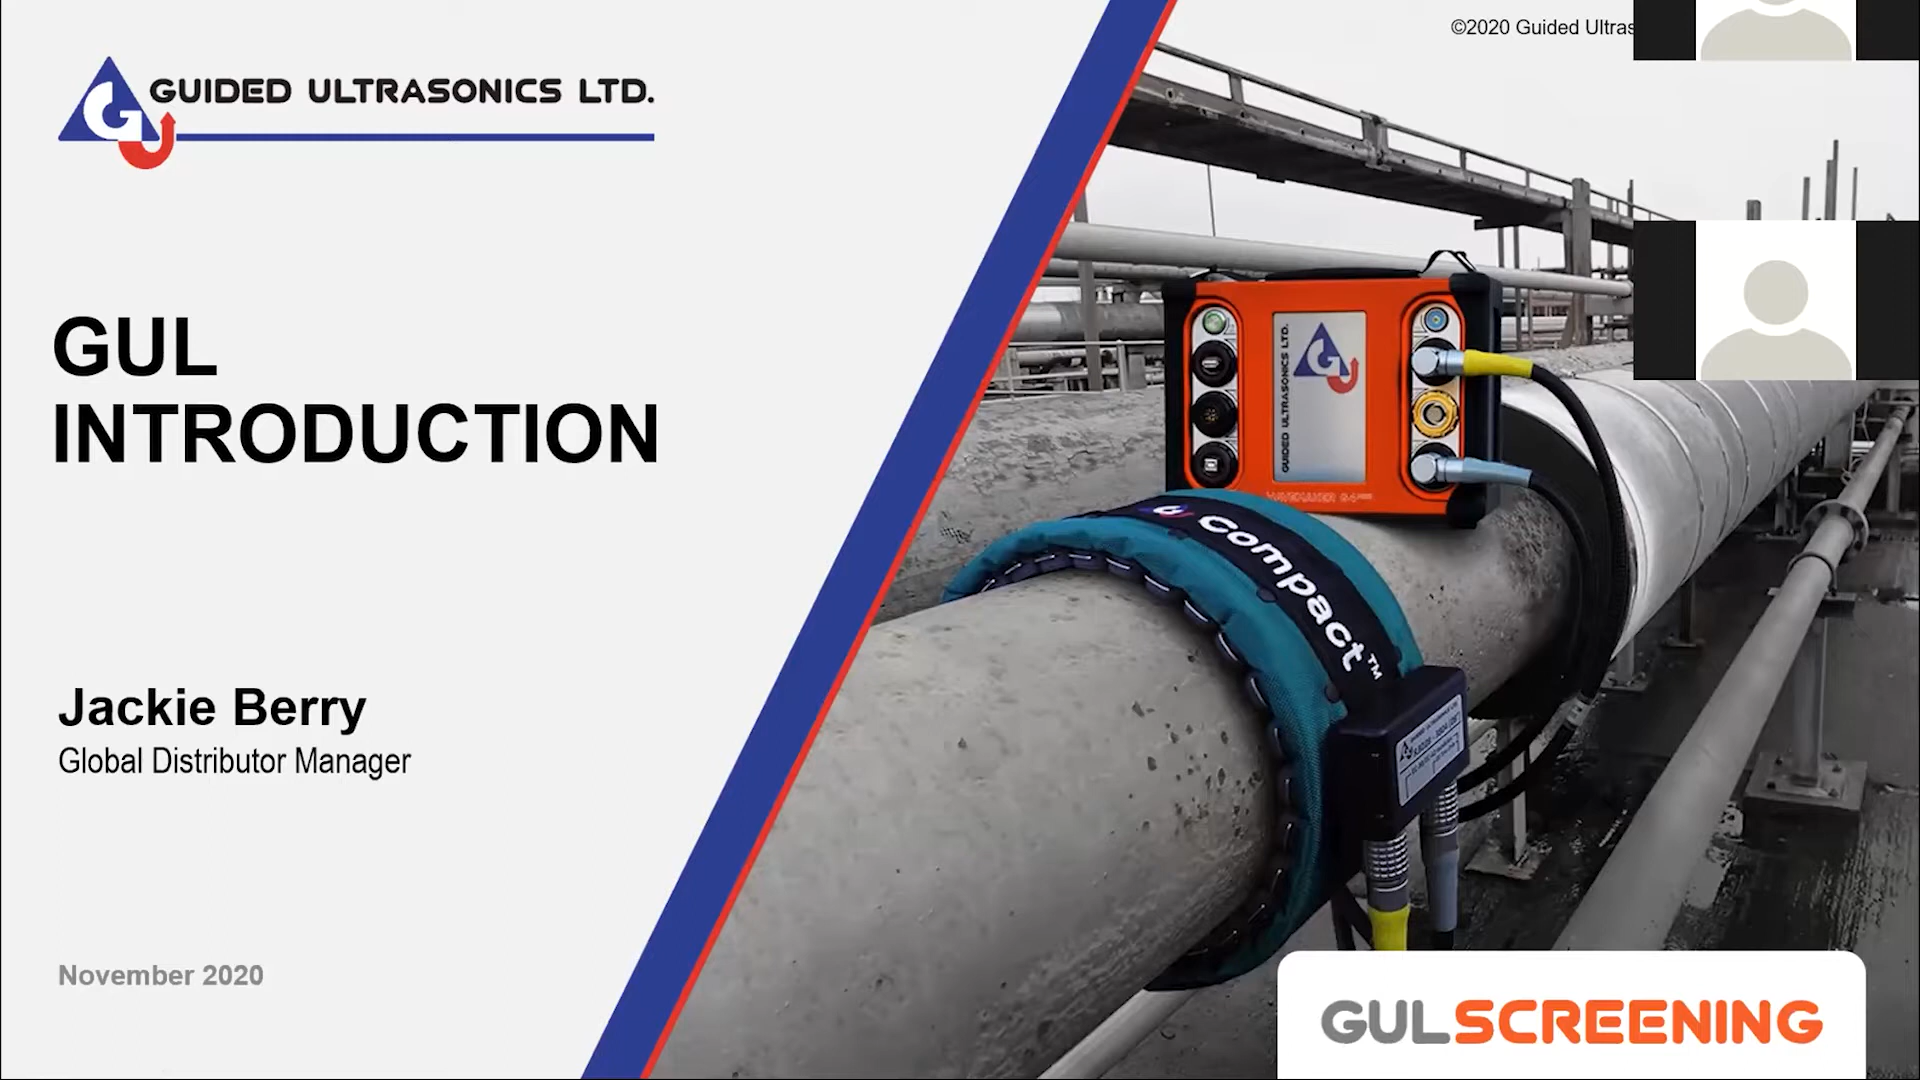 ©2020 Guided Ultras
GUIDED ULTRASONICS LTD.
GUL
INTRODUCTION
GUIDED ULTRASONICS LTD.
Compact™
Jackie Berry
Global Distributor Manager
November 2020
GULSCREENING